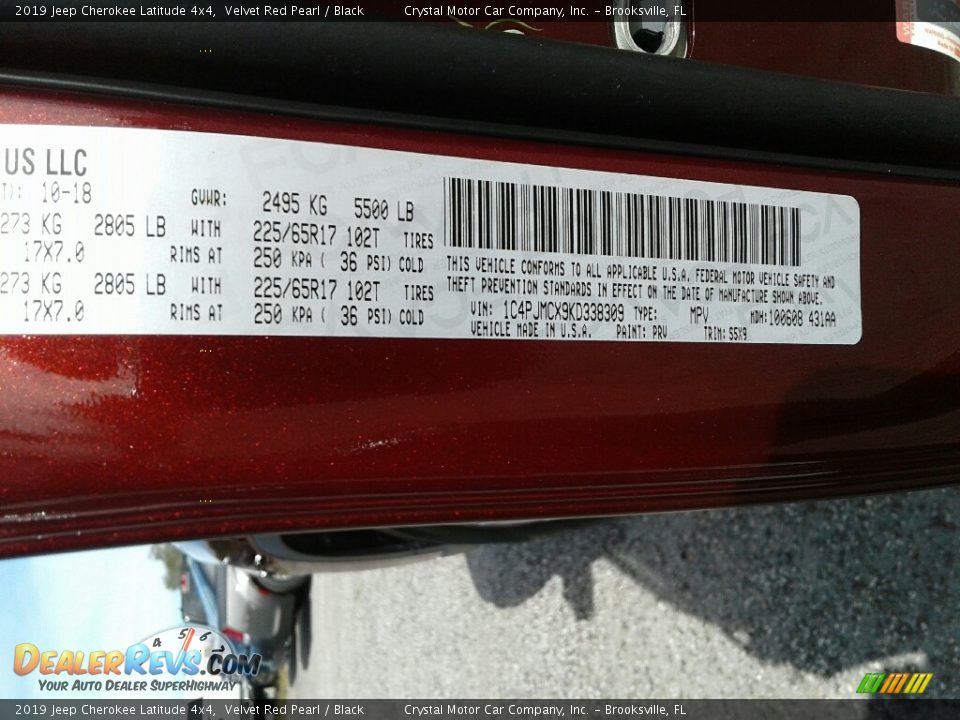 2019 Jeep Cherokee Latitude 4x4, Velvet Red Pearl / Black Crystal Motor Car Company, Inc. - Brooksville, FL
US LLC
T): 10-18 GVWR: 2495 KG 5500 LB
273 KG 2805 LB WITH 225/65R17 102T TIRES
17X7.0 RIMS AT 250 KPA ( 36 PSI) COLD
273 KG 2805 LB WITH 225/65R17 102T TIRES
17X7.0 RIMS AT 250 KPA ( 36 PSI) COLD
THIS VEHICLE CONFORMS TO ALL APPLICABLE U.S.A. FEDERAL MOTOR VEHICLE SAFETY AND
THEFT PREVENTION STANDARDS IN EFFECT ON THE DATE OF MANUFACTURE SHOWN ABOVE.
VIN: 1C4PJMCX9KD338309 TYPE: MPV MDH:100608 431AA
VEHICLE MADE IN U.S.A. PAINT: PRV TRIM: S5X9
4 5 6
DealerRevs.com
Your Auto Dealer SuperHighway
2019 Jeep Cherokee Latitude 4x4, Velvet Red Pearl / Black Crystal Motor Car Company, Inc. - Brooksville, FL